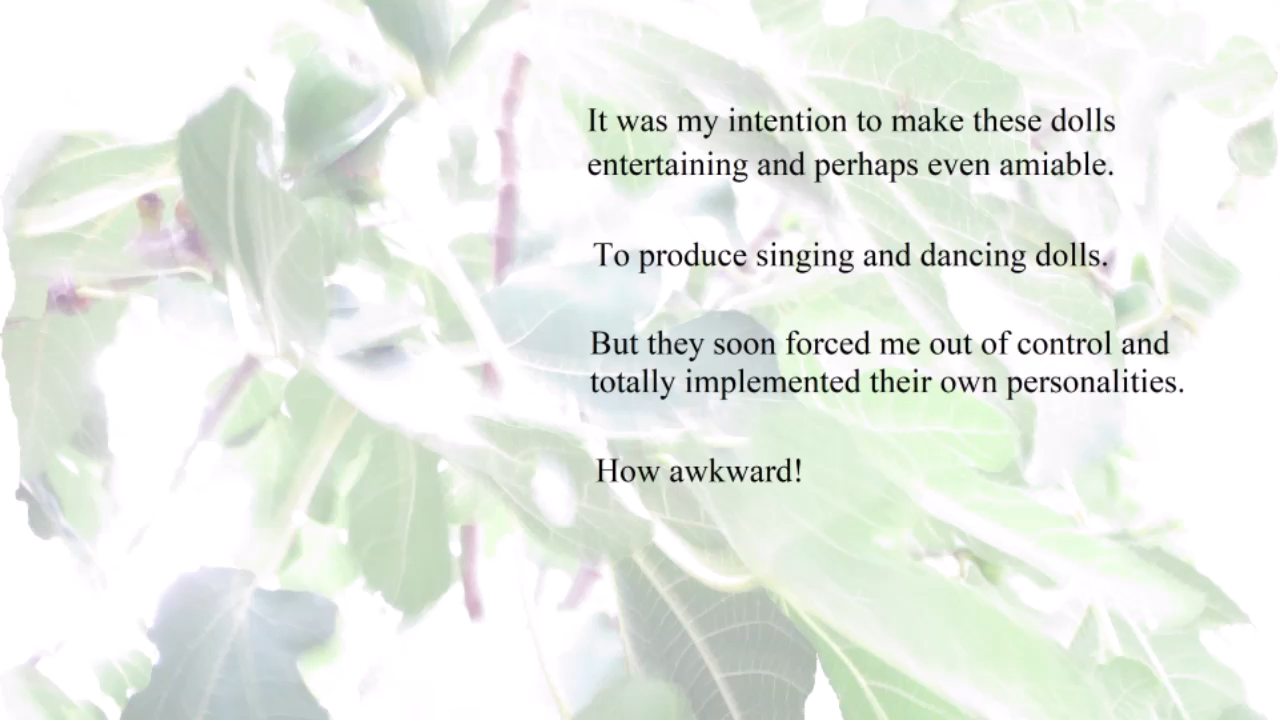 It was my intention to make these dolls
entertaining and perhaps even amiable.
To produce singing and dancing dolls.
But they soon forced me out of control and
totally implemented their own personalities.
How awkward!